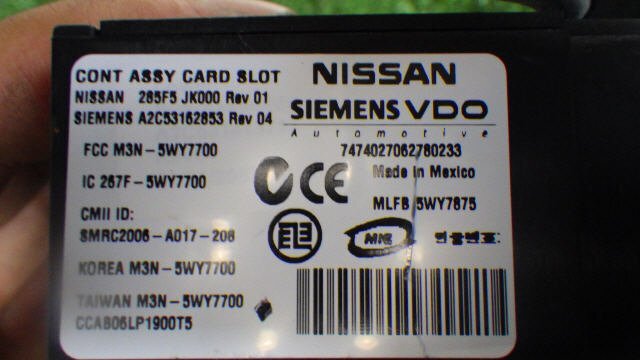 CONT ASSY CARD SLOT
NISSAN 285F5 JK000 Rev 01
SIEMENS A2C53162853 Rev 04
NISSAN
SIEMENS VDO
Automotive
FCC M3N-5WY7700
7474027062780233
IC 267F-5WY7700
CE
Made in Mexico
MLFB 5WY7875
CMII ID:
SMRC2006-A017-208
MIC
KOREA M3N-5WY7700
TAIWAN M3N-5WY7700
CCAB06LP1900T5